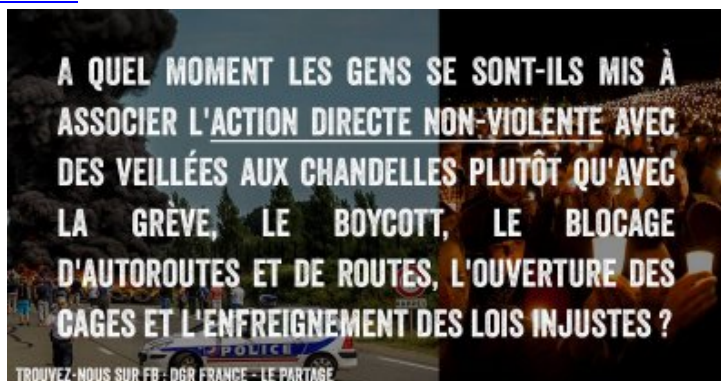 A QUEL MOMENT LES GENS SE SONT-ILS MIS À
ASSOCIER L'ACTION DIRECTE NON-VIOLENTE AVEC
DES VEILLÉES AUX CHANDELLES PLUTÔT QU'AVEC
LA GRÈVE, LE BOYCOTT, LE BLOCAGE
D'AUTOROUTES ET DE ROUTES, L'OUVERTURE DES
CAGES ET L'ENFREIGNEMENT DES LOIS INJUSTES ?
POLICE
TROUVEZ-NOUS SUR FB : DGR FRANCE - LE PARTAGE